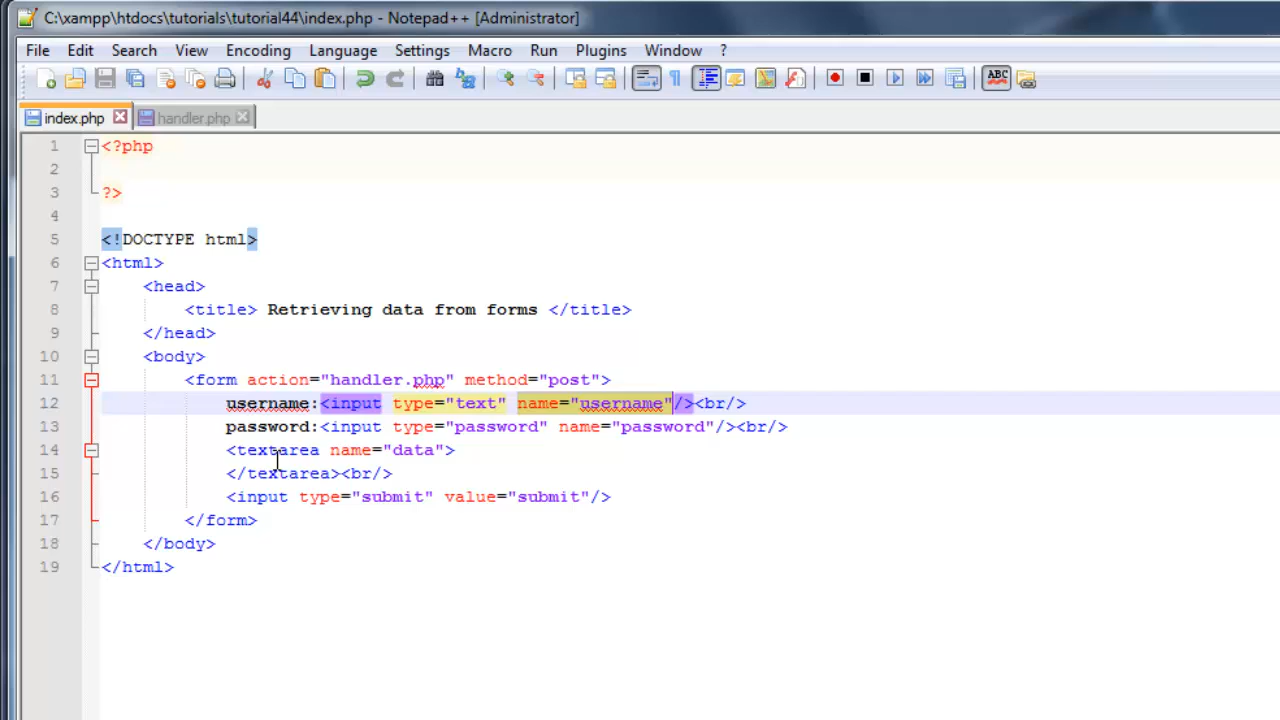 C:\xampp\htdocs\tutorials\tutorial44\index.php - Notepad++ [Administrator]
File Edit Search View Encoding Language Settings Macro Run Plugins Window ?
ABC
index.php handler.php
1 <?php
2
3 ?>
4
5 <!DOCTYPE html>
6 <html>
7 <head>
8 <title> Retrieving data from forms </title>
9 </head>
10 <body>
11 <form action="handler.php" method="post">
12 username:<input type="text" name="username"/><br/>
13 password:<input type="password" name="password"/><br/>
14 <textarea name="data">
15 </textarea><br/>
16 <input type="submit" value="submit"/>
17 </form>
18 </body>
19 </html>